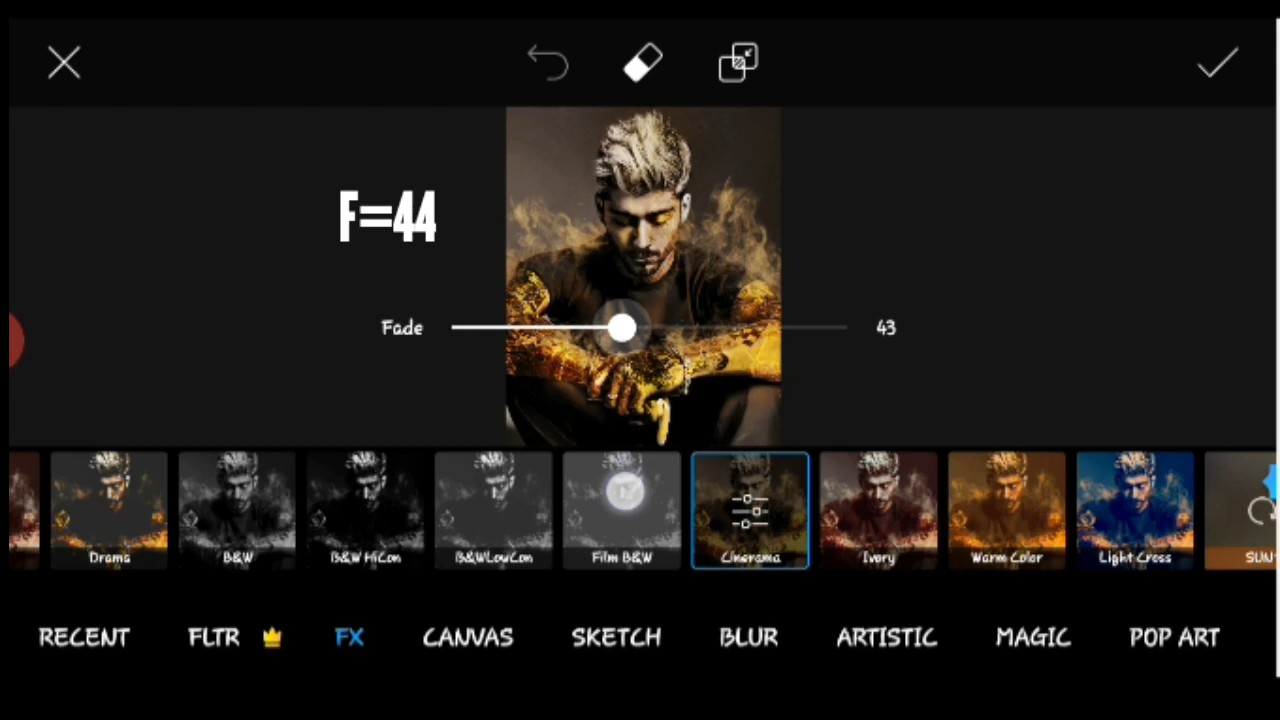 F=44
Fade 43
Drama B&W B&W HiCon B&WLowCon Film B&W Cinerama Ivory Warm Color Light Cross SUN
RECENT FLTR FX CANVAS SKETCH BLUR ARTISTIC MAGIC POP ART